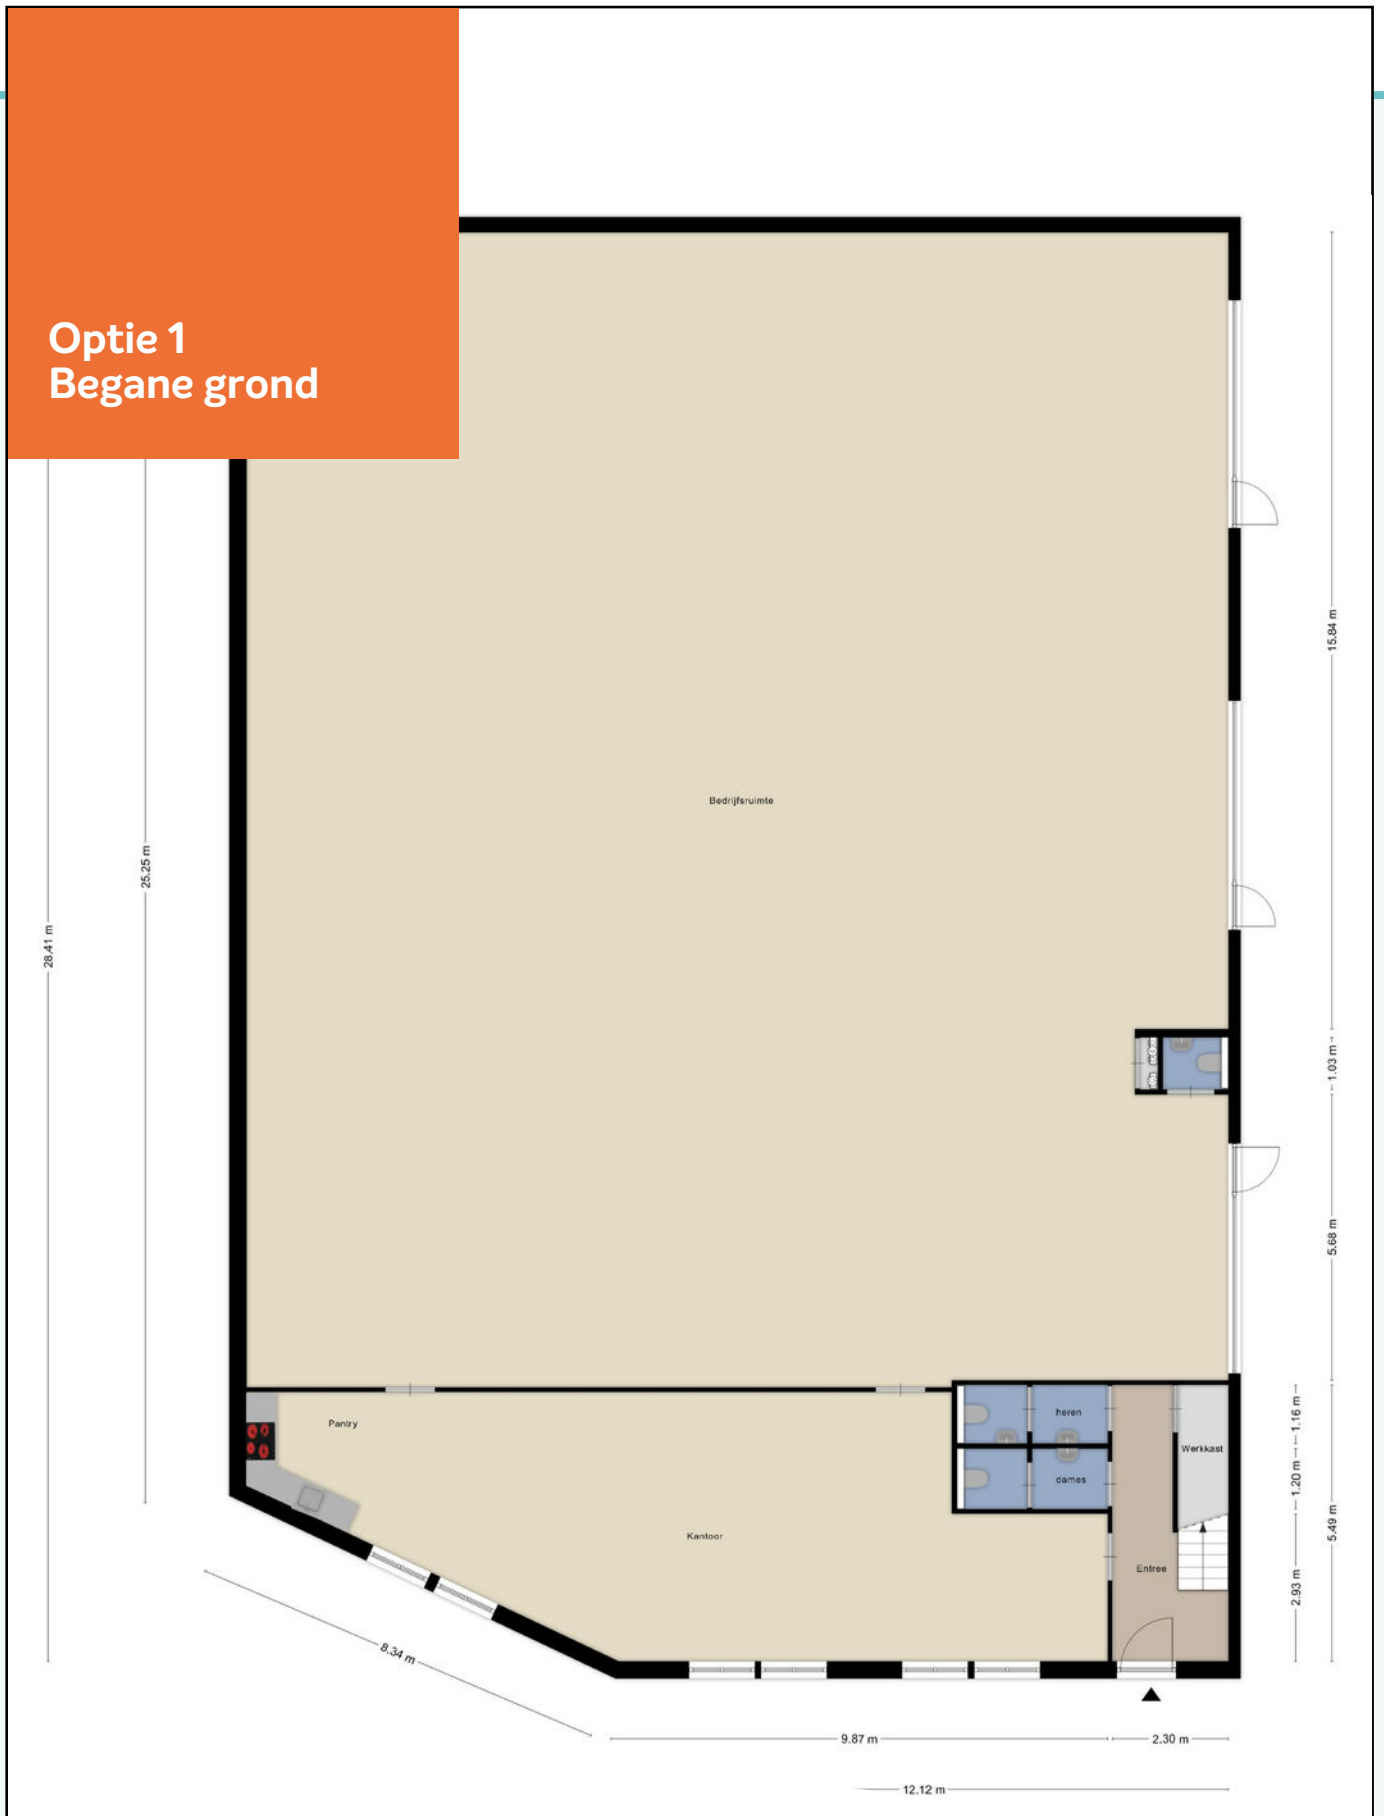 Optie 1
Begane grond
15.84 m
Bedrijfsruimte
25.25 m
28.41 m
1.03 m
5.68 m
Pantry
heren
1.16 m
Werkkast
dames
1.20 m
Kantoor
5.49 m
Entree
2.93 m
8.34 m
9.87 m
2.30 m
12.12 m